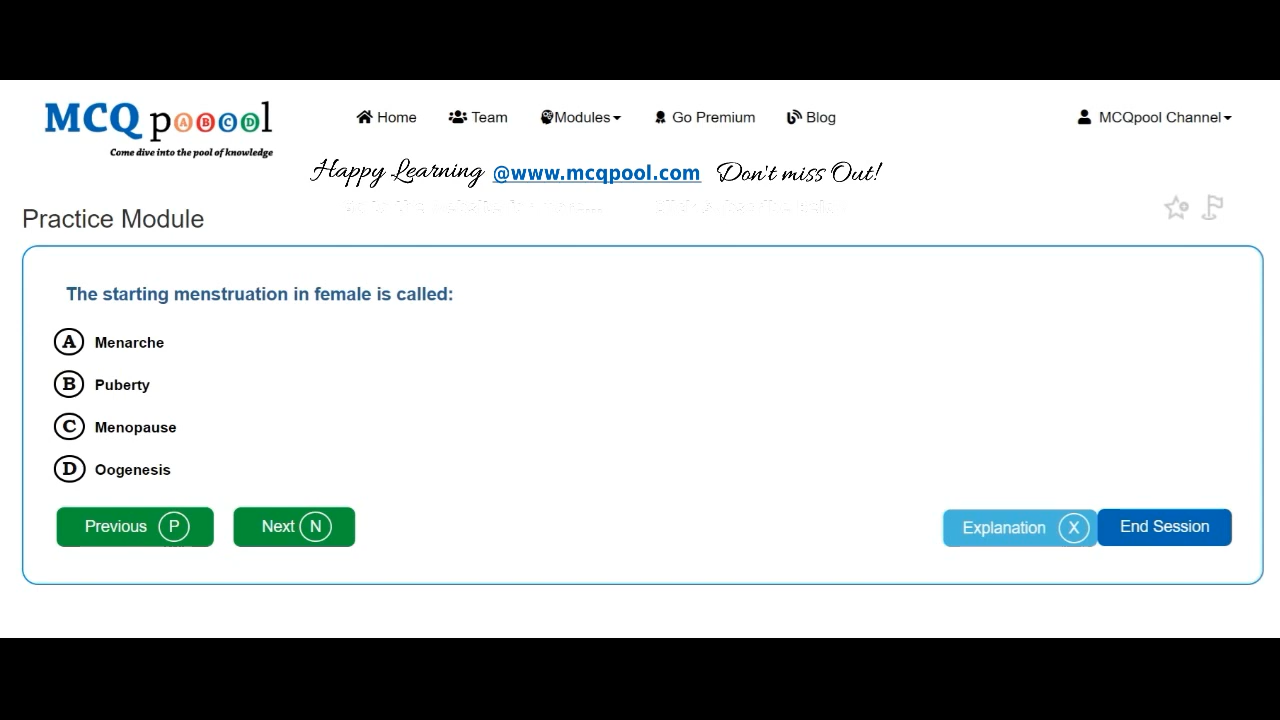 MCQ pABCDl
Come dive into the pool of knowledge
Home Team Modules Go Premium Blog MCQpool Channel
Happy Learning @www.mcqpool.com Don't miss Out!
Practice Module
The starting menstruation in female is called:
A Menarche
B Puberty
C Menopause
D Oogenesis
Previous P Next N Explanation X End Session